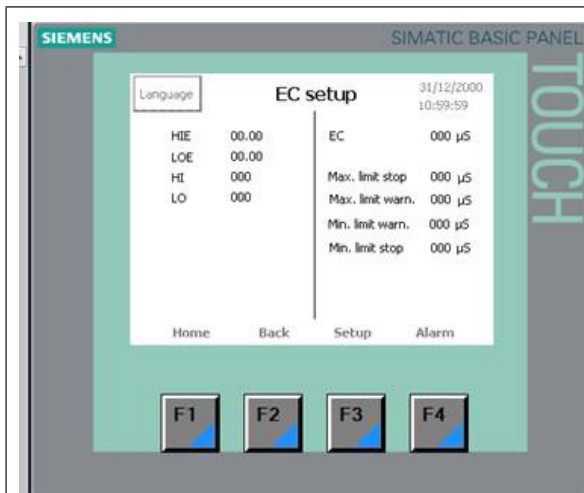 SIEMENS SIMATIC BASIC PANEL
TOUCH
Language EC setup 31/12/2000
10:59:59
HIE 00.00 EC 000 µS
LOE 00.00
HI 000 Max. limit stop 000 µS
LO 000 Max. limit warn. 000 µS
Min. limit warn. 000 µS
Min. limit stop 000 µS
Home Back Setup Alarm
F1 F2 F3 F4